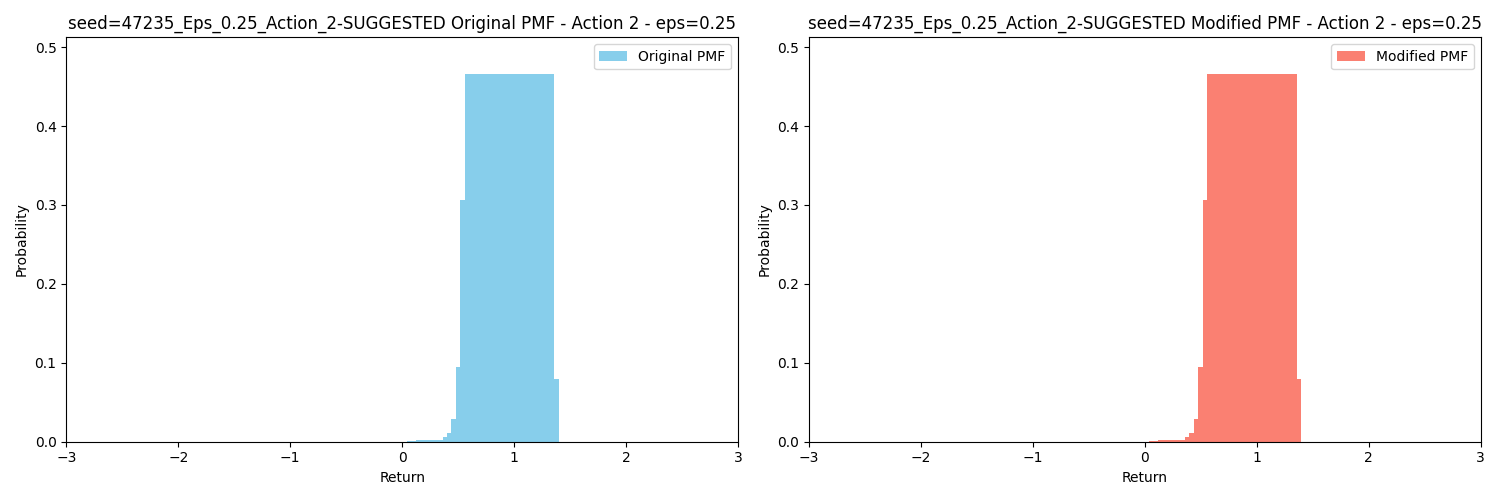 seed=47235_Eps_0.25_Action_2-SUGGESTED Original PMF - Action 2 - eps=0.25
Original PMF
0.5
0.4
0.3
0.2
0.1
0.0
Probability
−3 −2 −1 0 1 2 3
Return
seed=47235_Eps_0.25_Action_2-SUGGESTED Modified PMF - Action 2 - eps=0.25
Modified PMF
0.5
0.4
0.3
0.2
0.1
0.0
Probability
−3 −2 −1 0 1 2 3
Return